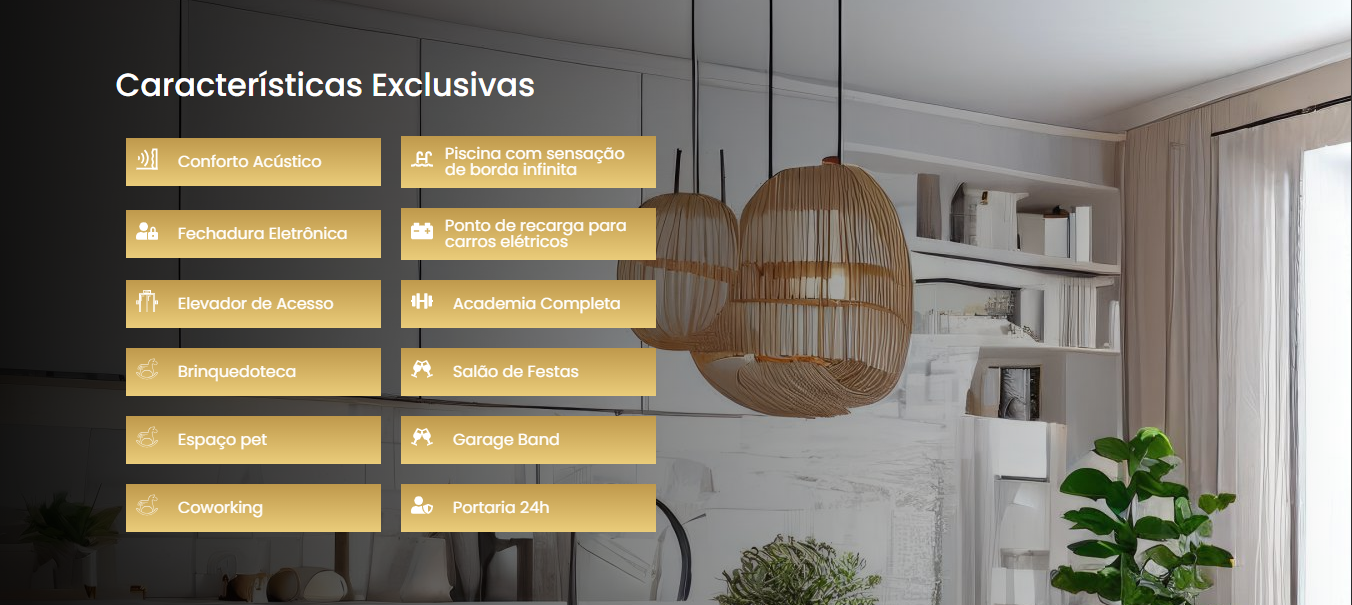 Características Exclusivas
Conforto Acústico
Piscina com sensação
de borda infinita
Fechadura Eletrônica
Ponto de recarga para
carros elétricos
Elevador de Acesso
Academia Completa
Brinquedoteca
Salão de Festas
Espaço pet
Garage Band
Coworking
Portaria 24h